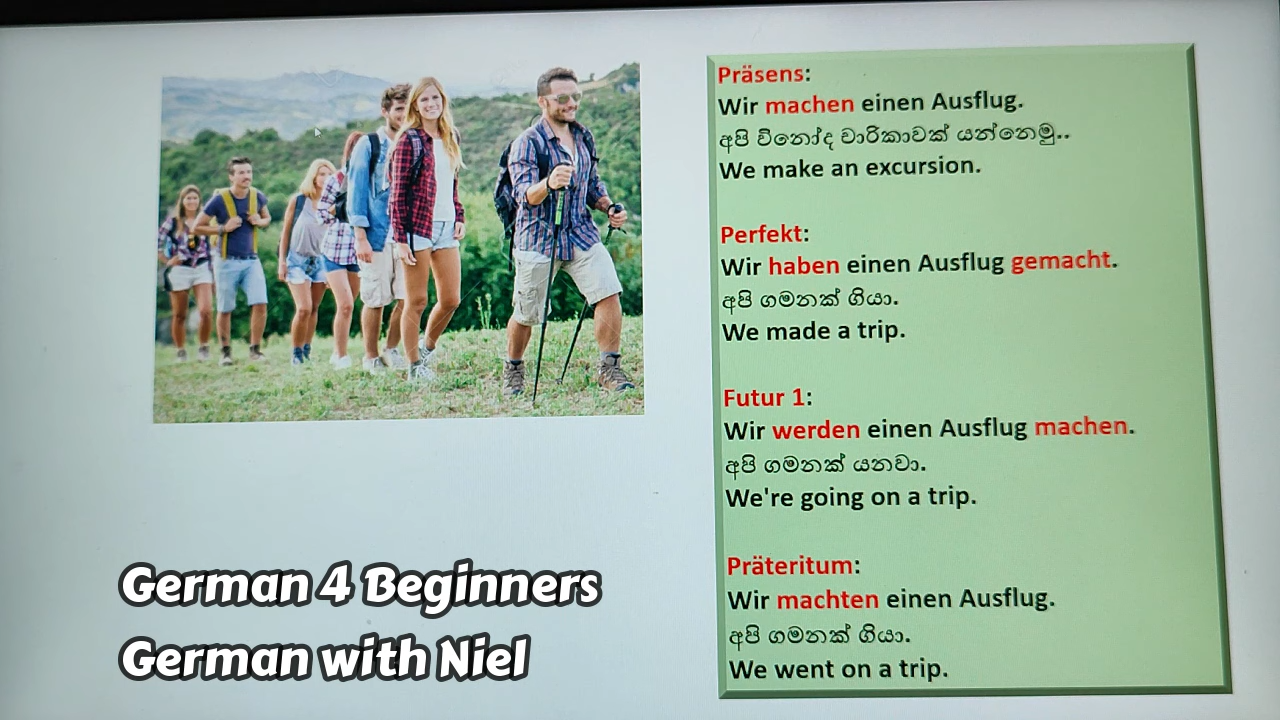 Präsens:
Wir machen einen Ausflug.
අපි විනෝද චාරිකාවක් යන්නෙමු..
We make an excursion.
Perfekt:
Wir haben einen Ausflug gemacht.
අපි ගමනක් ගියා.
We made a trip.
Futur 1:
Wir werden einen Ausflug machen.
අපි ගමනක් යනවා.
We're going on a trip.
Präteritum:
Wir machten einen Ausflug.
අපි ගමනක් ගියා.
We went on a trip.
German 4 Beginners
German with Niel